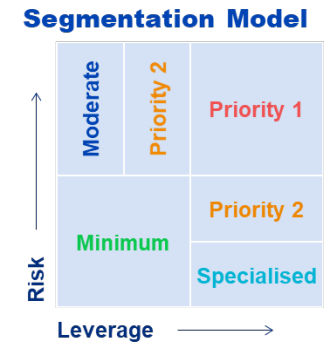 Segmentation Model
Moderate
Priority 2
Priority 1
Priority 2
Minimum
Specialised
Risk
Leverage